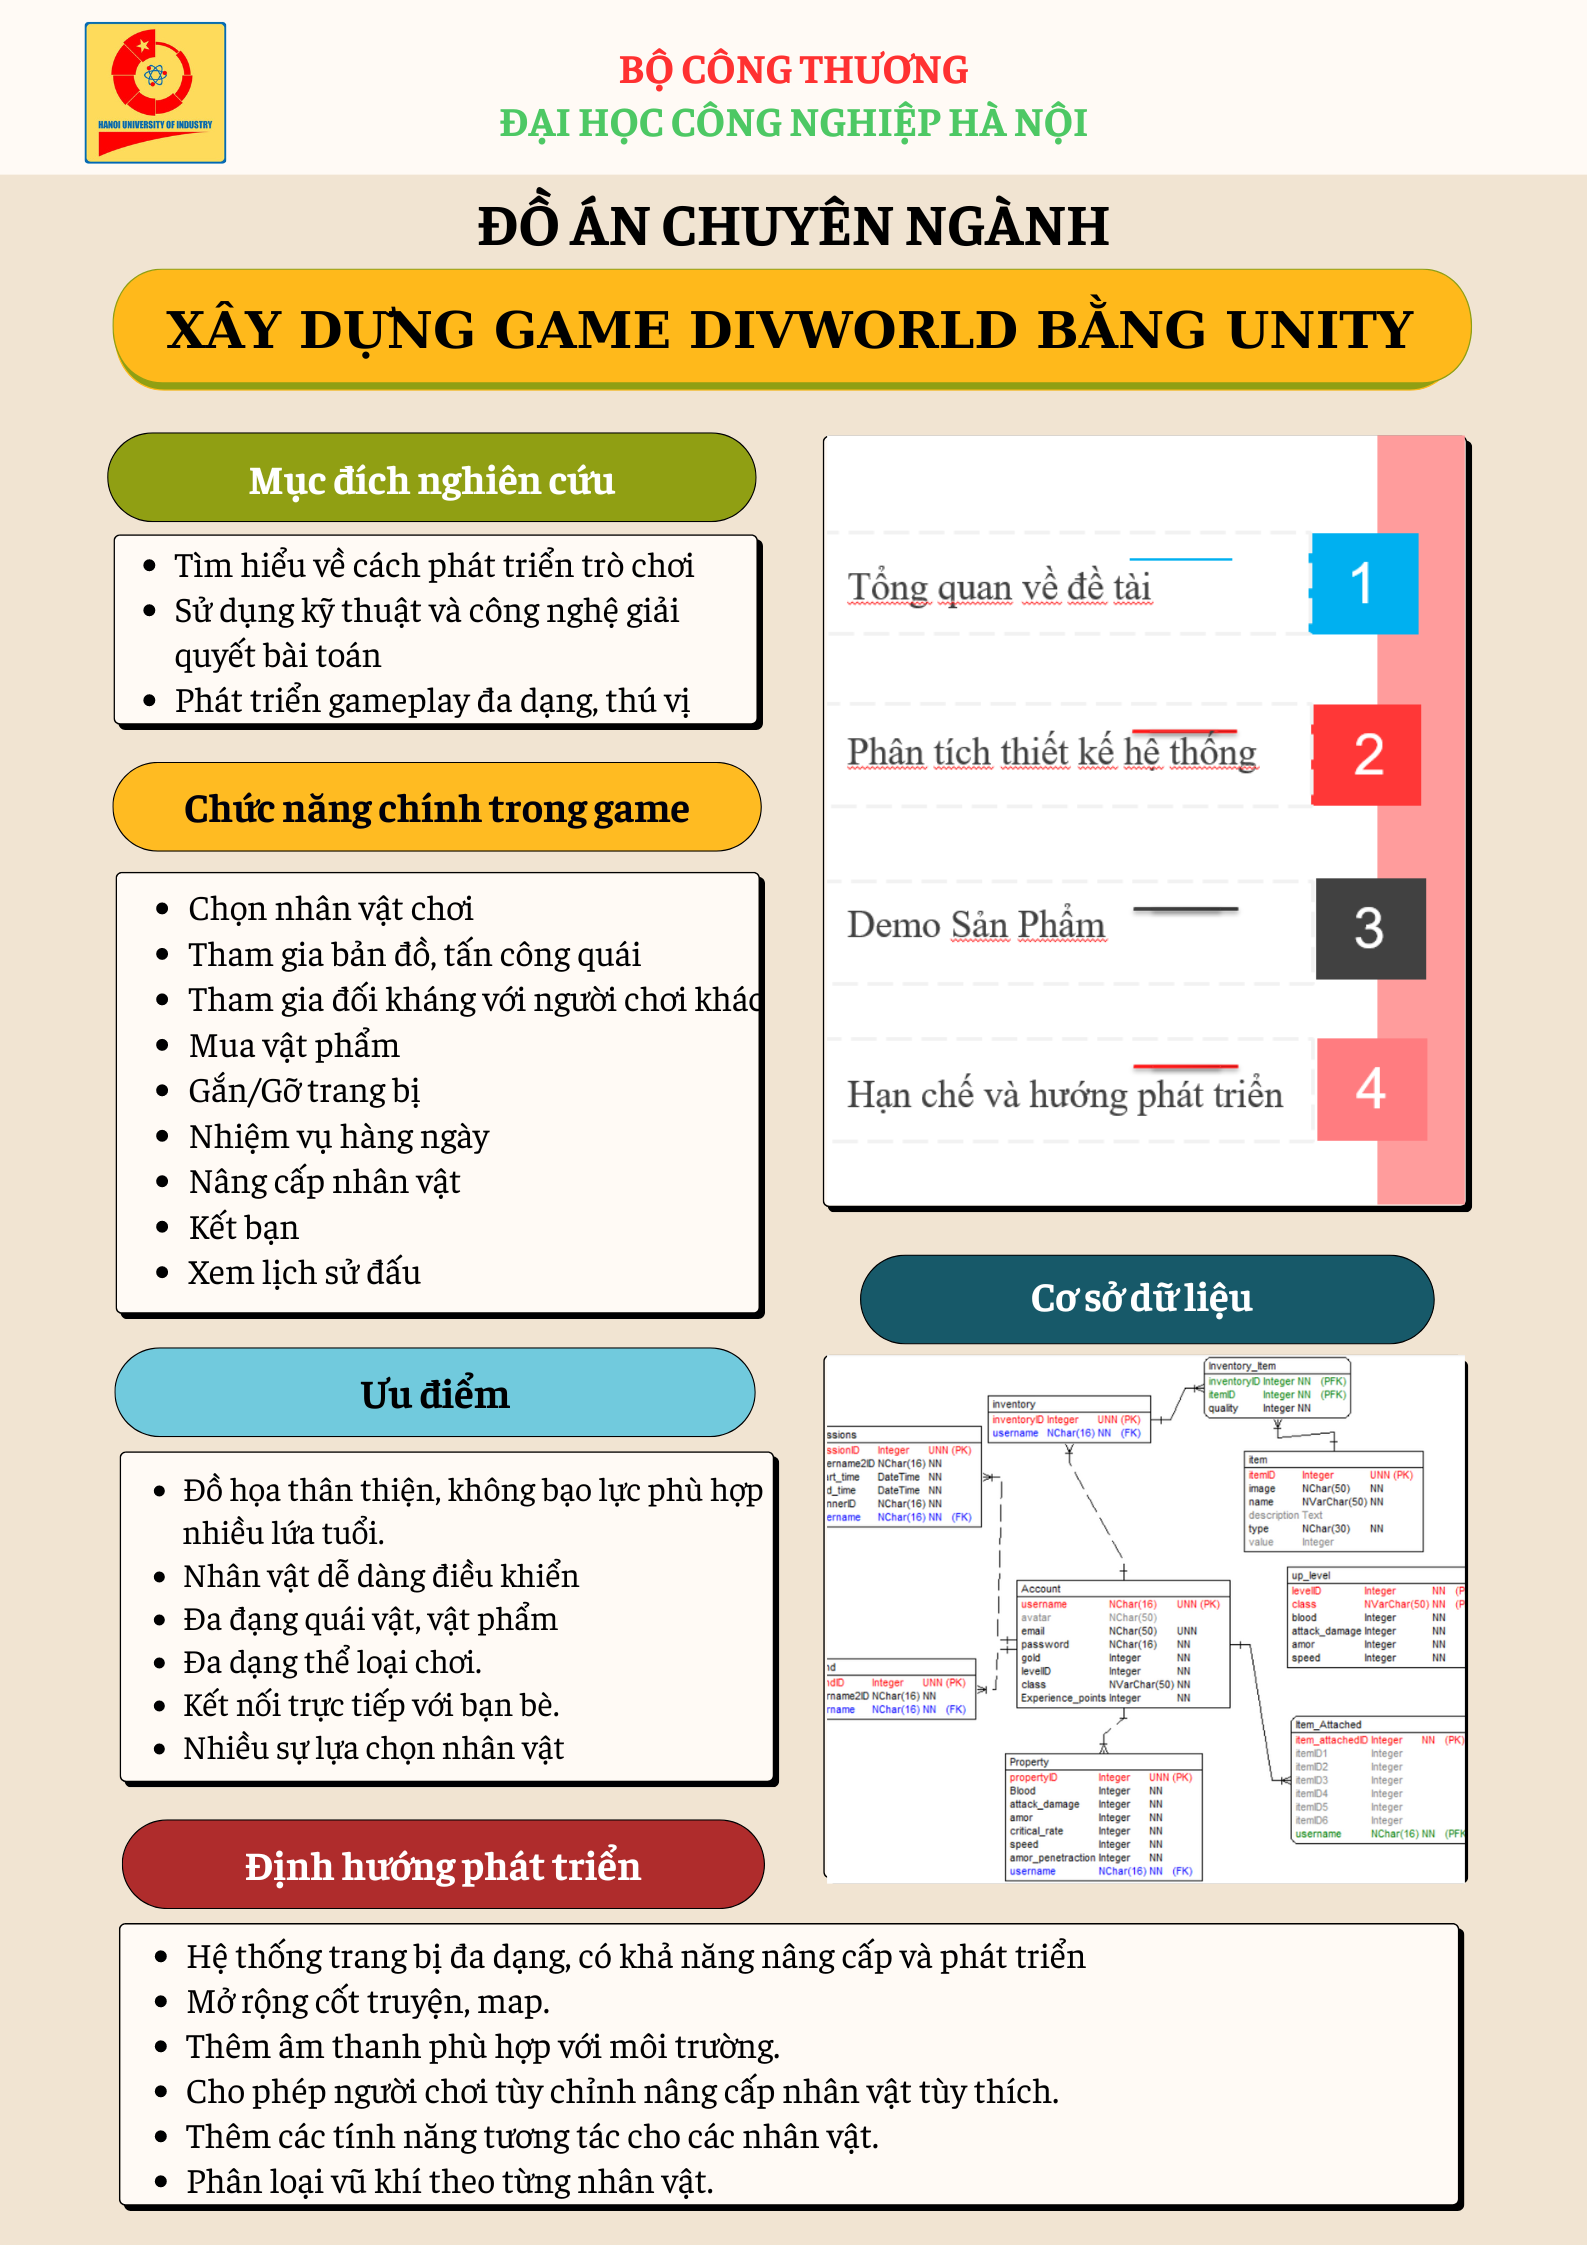 HANOI UNIVERSITY OF INDUSTRY
BỘ CÔNG THƯƠNG
ĐẠI HỌC CÔNG NGHIỆP HÀ NỘI
ĐỒ ÁN CHUYÊN NGÀNH
XÂY DỰNG GAME DIVWORLD BẰNG UNITY
Mục đích nghiên cứu
• Tìm hiểu về cách phát triển trò chơi
• Sử dụng kỹ thuật và công nghệ giải
quyết bài toán
• Phát triển gameplay đa dạng, thú vị
Chức năng chính trong game
• Chọn nhân vật chơi
• Tham gia bản đồ, tấn công quái
• Tham gia đối kháng với người chơi khác
• Mua vật phẩm
• Gắn/Gỡ trang bị
• Nhiệm vụ hàng ngày
• Nâng cấp nhân vật
• Kết bạn
• Xem lịch sử đấu
Ưu điểm
• Đồ họa thân thiện, không bạo lực phù hợp
nhiều lứa tuổi.
• Nhân vật dễ dàng điều khiển
• Đa đạng quái vật, vật phẩm
• Đa dạng thể loại chơi.
• Kết nối trực tiếp với bạn bè.
• Nhiều sự lựa chọn nhân vật
Tổng quan về đề tài 1
Phân tích thiết kế hệ thống 2
Demo Sản Phẩm 3
Hạn chế và hướng phát triển 4
Cơ sở dữ liệu
Inventory_Item
inventoryID Integer NN (PFK)
itemID Integer NN (PFK)
quality Integer NN
inventory
inventoryID Integer UNN (PK)
username NChar(16) NN (FK)
ssions
ssionID Integer UNN (PK)
ername2ID NChar(16) NN
rt_time DateTime NN
d_time DateTime NN
nnerID NChar(16) NN
ername NChar(16) NN (FK)
item
itemID Integer UNN (PK)
image NChar(50) NN
name NVarChar(50) NN
description Text
type NChar(30) NN
value Integer
up_level
levelID Integer NN (P
class NVarChar(50) NN (P
blood Integer NN
attack_damage Integer NN
amor Integer NN
speed Integer NN
Account
username NChar(16) UNN (PK)
avatar NChar(50)
email NChar(50) UNN
password NChar(16) NN
gold Integer NN
levelID Integer NN
class NVarChar(50) NN
Experience_points Integer NN
nd
ndID Integer UNN (PK)
rname2ID NChar(16) NN
rname NChar(16) NN (FK)
Item_Attached
item_attachedID Integer NN (PK)
itemID1 Integer
itemID2 Integer
itemID3 Integer
itemID4 Integer
itemID5 Integer
itemID6 Integer
username NChar(16) NN (PFK
Property
propertyID Integer UNN (PK)
Blood Integer NN
attack_damage Integer NN
amor Integer NN
critical_rate Integer NN
speed Integer NN
amor_penetraction Integer NN
username NChar(16) NN (FK)
Định hướng phát triển
• Hệ thống trang bị đa dạng, có khả năng nâng cấp và phát triển
• Mở rộng cốt truyện, map.
• Thêm âm thanh phù hợp với môi trường.
• Cho phép người chơi tùy chỉnh nâng cấp nhân vật tùy thích.
• Thêm các tính năng tương tác cho các nhân vật.
• Phân loại vũ khí theo từng nhân vật.